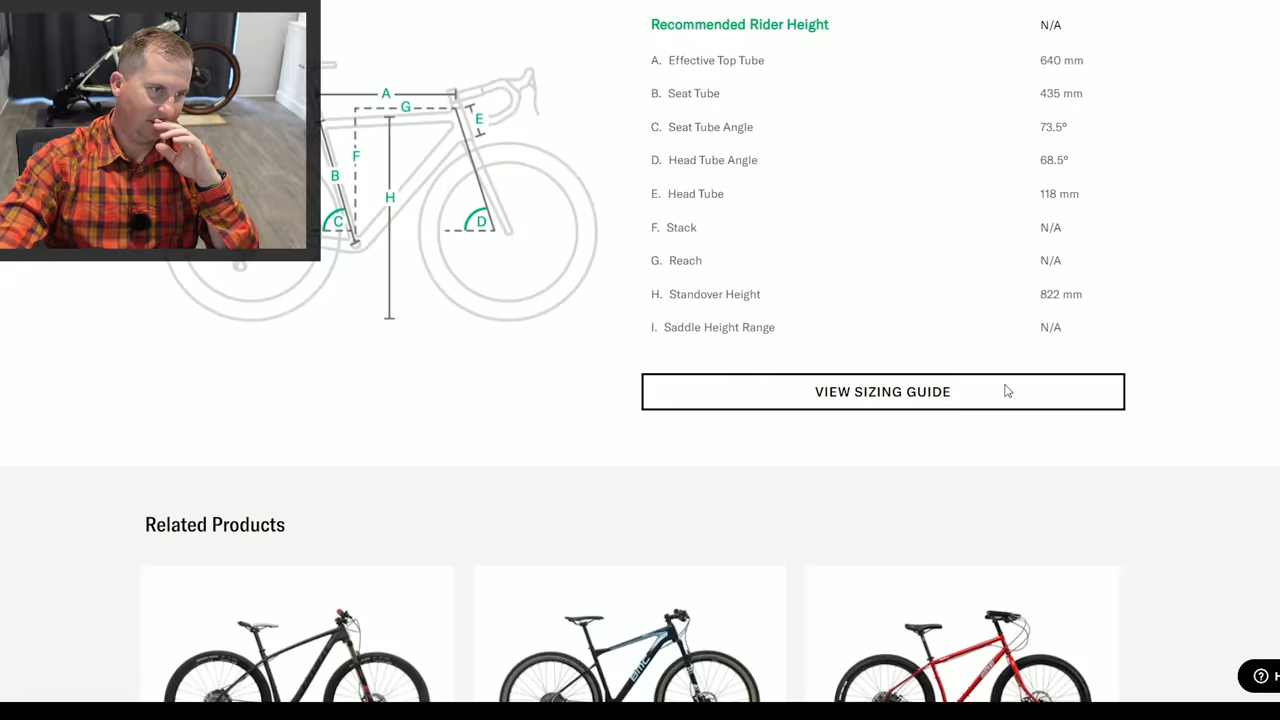 Recommended Rider Height N/A
A. Effective Top Tube 640 mm
B. Seat Tube 435 mm
C. Seat Tube Angle 73.5°
D. Head Tube Angle 68.5°
E. Head Tube 118 mm
F. Stack N/A
G. Reach N/A
H. Standover Height 822 mm
I. Saddle Height Range N/A
A
G
E
F
B
H
C
D
VIEW SIZING GUIDE
Related Products
BMC
? H